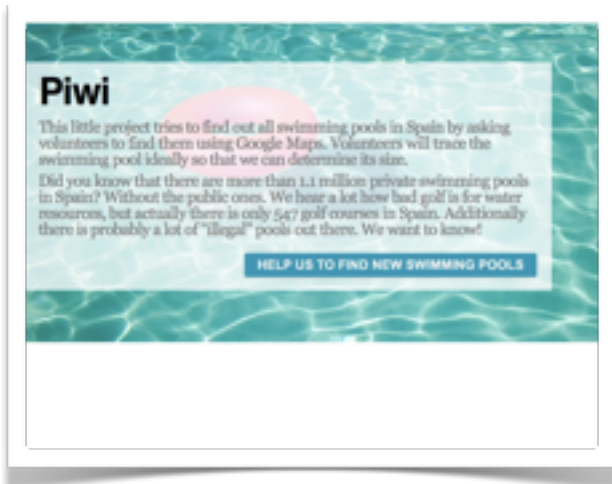 Piwi
This little project tries to find out all swimming pools in Spain by asking
volunteers to find them using Google Maps. Volunteers will trace the
swimming pool ideally so that we can determine its size.
Did you know that there are more than 1.1 million private swimming pools
in Spain? Without the public ones. We hear a lot how bad golf is for water
resources, but actually there is only 547 golf courses in Spain. Additionally
there is probably a lot of "illegal" pools out there. We want to know!
HELP US TO FIND NEW SWIMMING POOLS